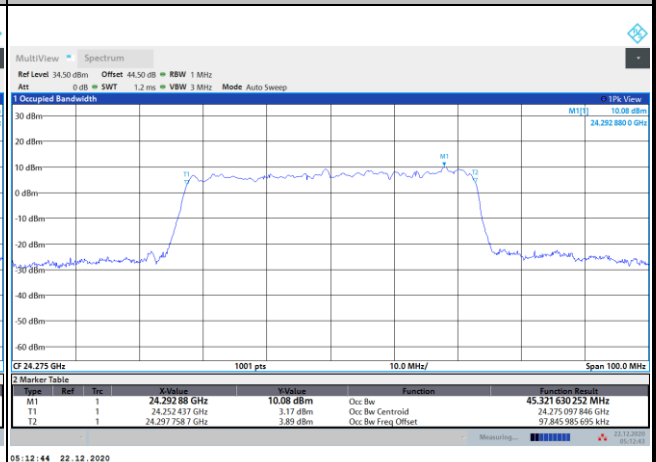 MultiView Spectrum
Ref Level 34.50 dBm Offset 44.50 dB RBW 1 MHz
Att 0 dB SWT 1.2 ms VBW 3 MHz Mode Auto Sweep
1 Occupied Bandwidth 1Pk View
M1[1] 10.08 dBm
24.292 880 0 GHz
30 dBm
20 dBm
M1
10 dBm
T1 T2
0 dBm
-10 dBm
-20 dBm
-30 dBm
-40 dBm
-50 dBm
-60 dBm
CF 24.275 GHz 1001 pts 10.0 MHz/ Span 100.0 MHz
2 Marker Table
Type Ref Trc X-Value Y-Value Function Function Result
M1 1 24.292 88 GHz 10.08 dBm Occ Bw 45.321 630 252 MHz
T1 1 24.252 437 GHz 3.17 dBm Occ Bw Centroid 24.275 097 846 GHz
T2 1 24.297 758 7 GHz 3.89 dBm Occ Bw Freq Offset 97.845 985 695 kHz
Measuring... 22.12.2020
05:12:43
05:12:44 22.12.2020